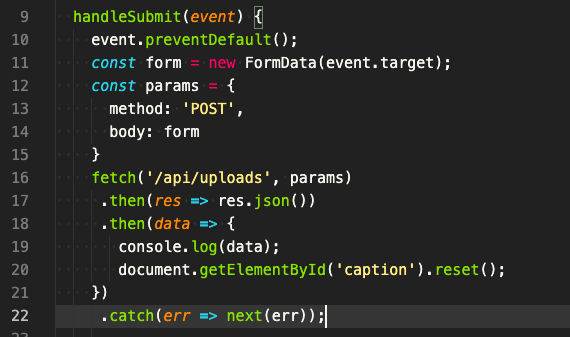 9 handleSubmit(event) {
10 event.preventDefault();
11 const form = new FormData(event.target);
12 const params = {
13 method: 'POST',
14 body: form
15 }
16 fetch('/api/uploads', params)
17 .then(res => res.json())
18 .then(data => {
19 console.log(data);
20 document.getElementById('caption').reset();
21 })
22 .catch(err => next(err));
23